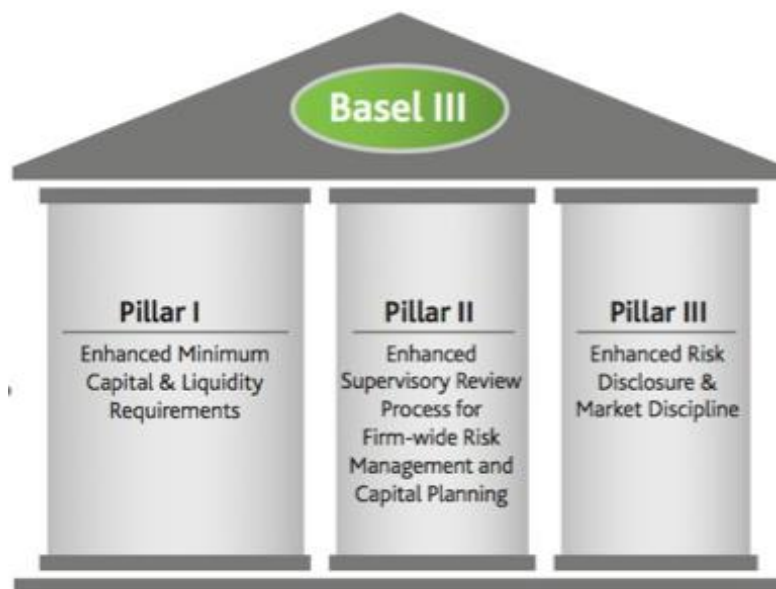 Basel III
Pillar I
Enhanced Minimum
Capital & Liquidity
Requirements
Pillar II
Enhanced
Supervisory Review
Process for
Firm-wide Risk
Management and
Capital Planning
Pillar III
Enhanced Risk
Disclosure &
Market Discipline